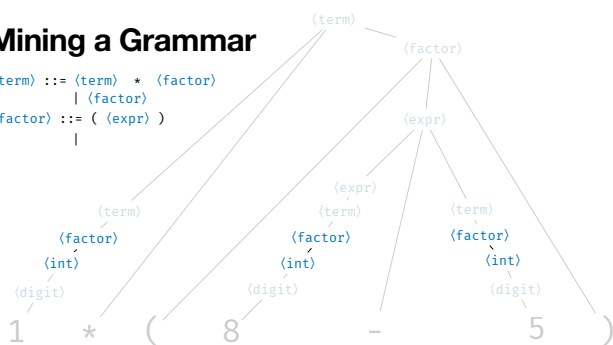 ⟨term⟩
Mining a Grammar
⟨factor⟩
term⟩ ::= ⟨term⟩ * ⟨factor⟩
| ⟨factor⟩
factor⟩ ::= ( ⟨expr⟩ )
|
⟨expr⟩
⟨expr⟩
⟨term⟩ ⟨term⟩ ⟨term⟩
⟨factor⟩ ⟨factor⟩ ⟨factor⟩
⟨int⟩ ⟨int⟩ ⟨int⟩
⟨digit⟩ ⟨digit⟩ ⟨digit⟩
1 * ( 8 - 5 )